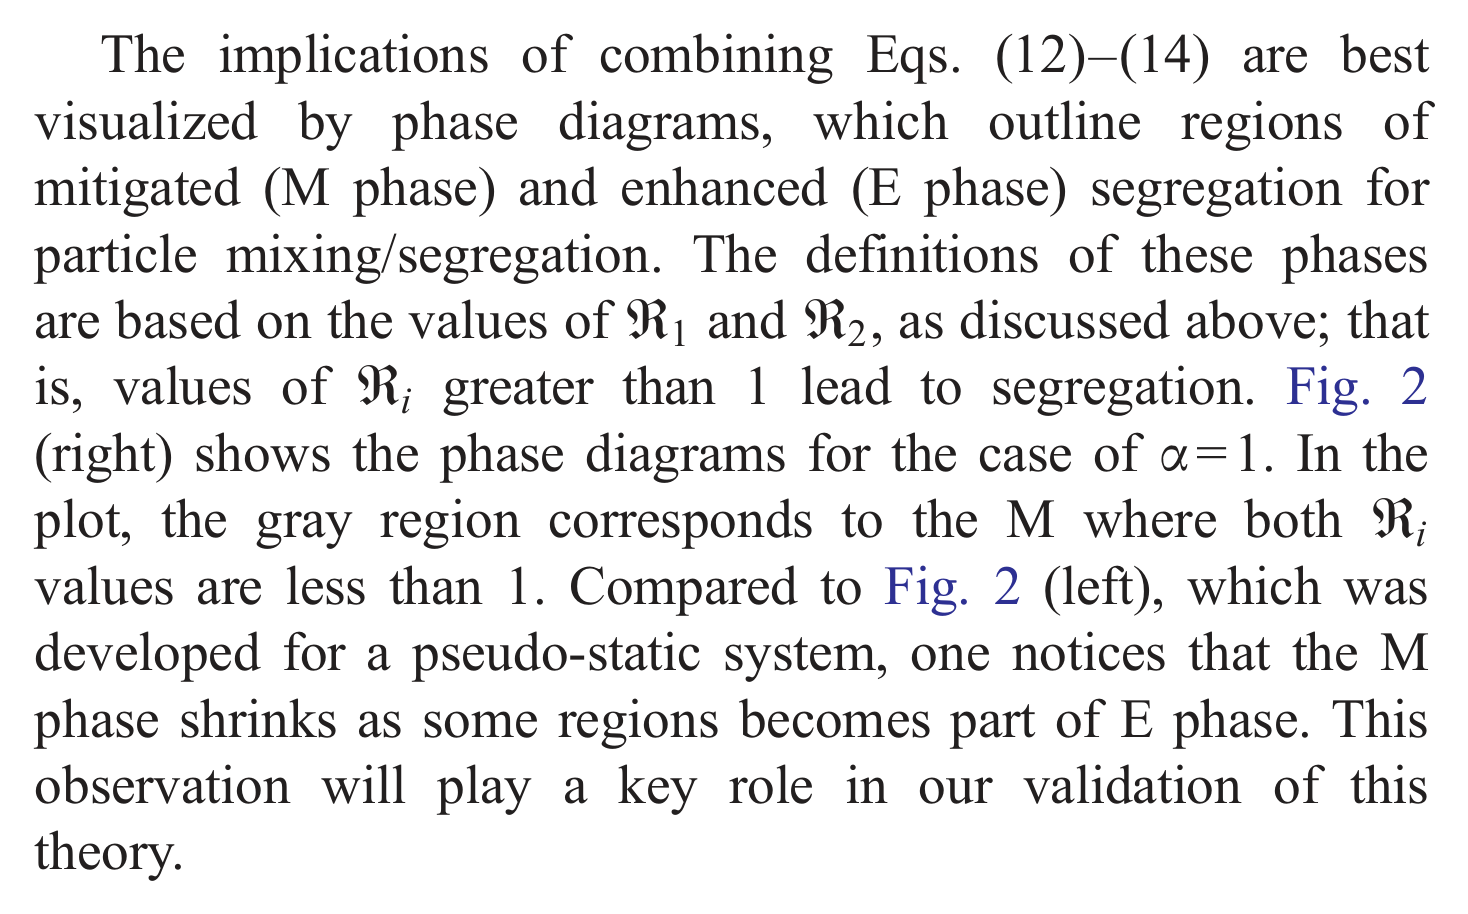 The implications of combining Eqs. (12)–(14) are best
visualized by phase diagrams, which outline regions of
mitigated (M phase) and enhanced (E phase) segregation for
particle mixing/segregation. The definitions of these phases
are based on the values of ℜ₁ and ℜ₂, as discussed above; that
is, values of ℜᵢ greater than 1 lead to segregation. Fig. 2
(right) shows the phase diagrams for the case of α=1. In the
plot, the gray region corresponds to the M where both ℜᵢ
values are less than 1. Compared to Fig. 2 (left), which was
developed for a pseudo-static system, one notices that the M
phase shrinks as some regions becomes part of E phase. This
observation will play a key role in our validation of this
theory.